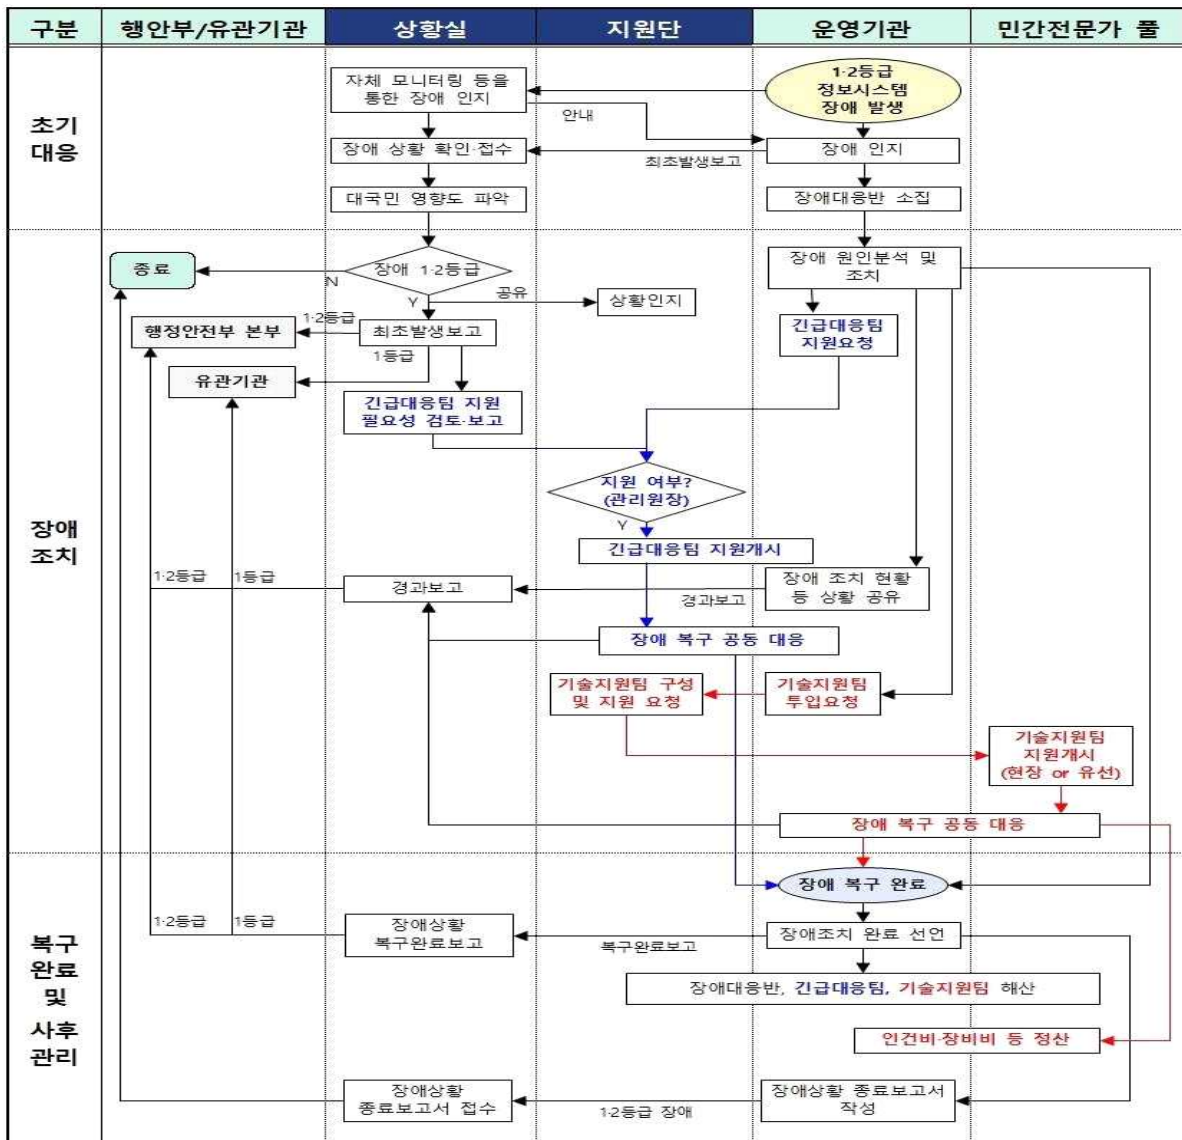 구분
행안부/유관기관
상황실
지원단
운영기관
민간전문가 풀
초기
대응
자체 모니터링 등을
통한 장애 인지
1·2등급
정보시스템
장애 발생
안내
장애 상황 확인·접수
장애 인지
최초발생보고
대국민 영향도 파악
장애대응반 소집
장애
조치
종료
장애 1·2등급
N
Y
공유
상황인지
장애 원인분석 및
조치
행정안전부 본부
1·2등급
최초발생보고
1등급
긴급대응팀
지원요청
유관기관
긴급대응팀 지원
필요성 검토·보고
지원 여부?
(관리원장)
Y
긴급대응팀 지원개시
1·2등급
1등급
경과보고
경과보고
장애 조치 현황
등 상황 공유
장애 복구 공동 대응
기술지원팀 구성
및 지원 요청
기술지원팀
투입요청
기술지원팀
지원개시
(현장 or 유선)
장애 복구 공동 대응
복구
완료
및
사후
관리
장애 복구 완료
1·2등급
1등급
장애상황
복구완료보고
복구완료보고
장애조치 완료 선언
장애대응반, 긴급대응팀, 기술지원팀 해산
인건비·장비비 등 정산
장애상황
종료보고서 접수
1·2등급 장애
장애상황 종료보고서
작성